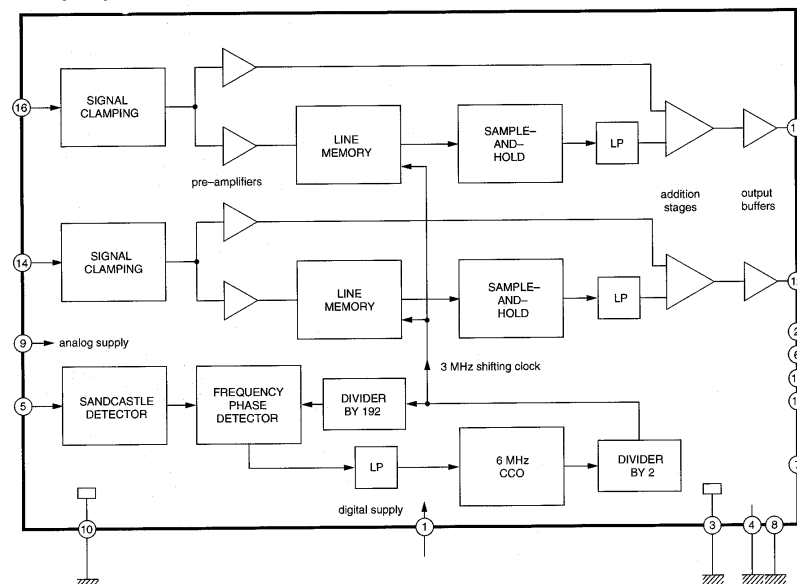 16
SIGNAL
CLAMPING
pre–amplifiers
LINE
MEMORY
SAMPLE–
AND–
HOLD
LP
addition
stages
output
buffers
14
SIGNAL
CLAMPING
LINE
MEMORY
SAMPLE–
AND–
HOLD
LP
9
analog supply
3 MHz shifting clock
5
SANDCASTLE
DETECTOR
FREQUENCY
PHASE
DETECTOR
DIVIDER
BY 192
LP
6 MHz
CCO
DIVIDER
BY 2
digital supply
10
1
3
4
8